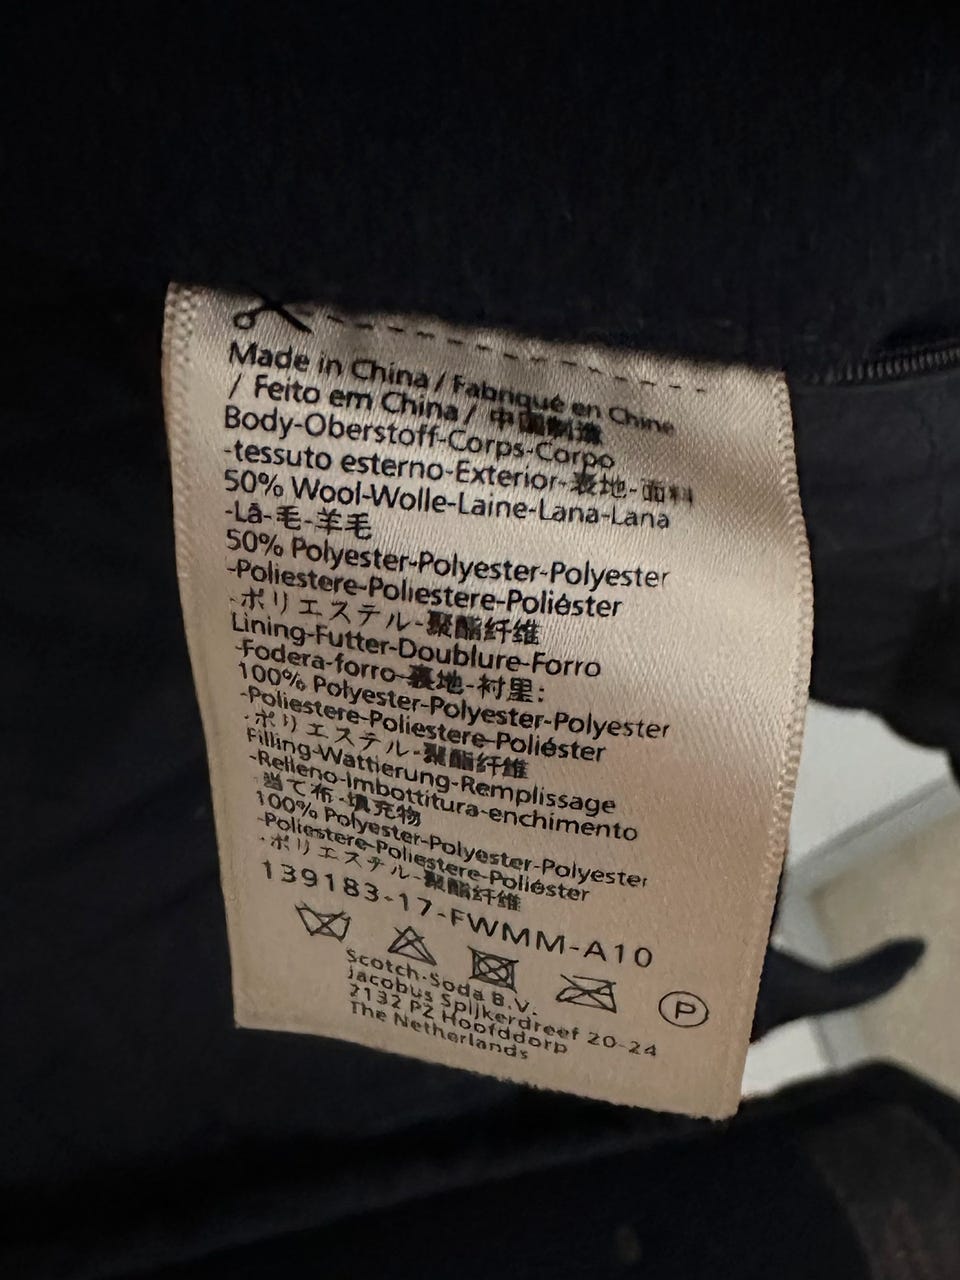 Made in China / Fabriqué en Chine
/ Feito em China / 中国制造
Body-Oberstoff-Corps-Corpo
-tessuto esterno-Exterior-表地-面料
50% Wool-Wolle-Laine-Lana-Lana
-Lâ-毛-羊毛
50% Polyester-Polyester-Polyester
-Poliestere-Poliestere-Poliéster
-ポリエステル-聚酯纤维
Lining-Futter-Doublure-Forro
-Fodera-forro-裏地-衬里:
100% Polyester-Polyester-Polyester
-Poliestere-Poliestere-Poliéster
-ポリエステル-聚酯纤维
Filling-Wattierung-Remplissage
-Relleno-Imbottitura-enchimento
当て布-填充物
100% Polyester-Polyester-Polyester
-Poliestere-Poliestere-Poliéster
-ポリエステル-聚酯纤维
139183-17-FWMM-A10
P
Scotch-Soda B.V.
Jacobus Spijkerdreef 20-24
2132 PZ Hoofddorp
The Netherlands